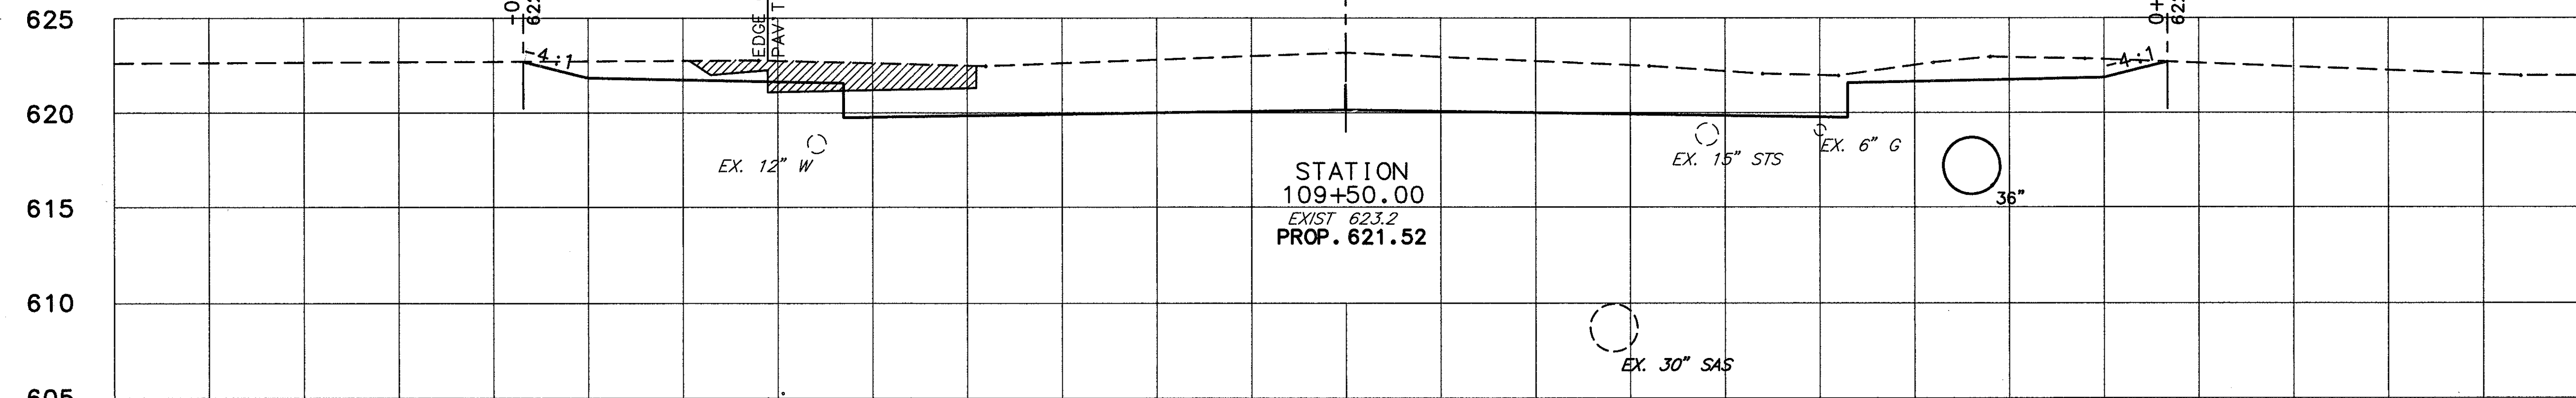 625
620
615
610
605
-4:1
EDGE
PAV'T
-4:1
EX. 12" W
STATION
109+50.00
EXIST 623.2
PROP. 621.52
EX. 15" STS
EX. 6" G
36"
EX. 30" SAS